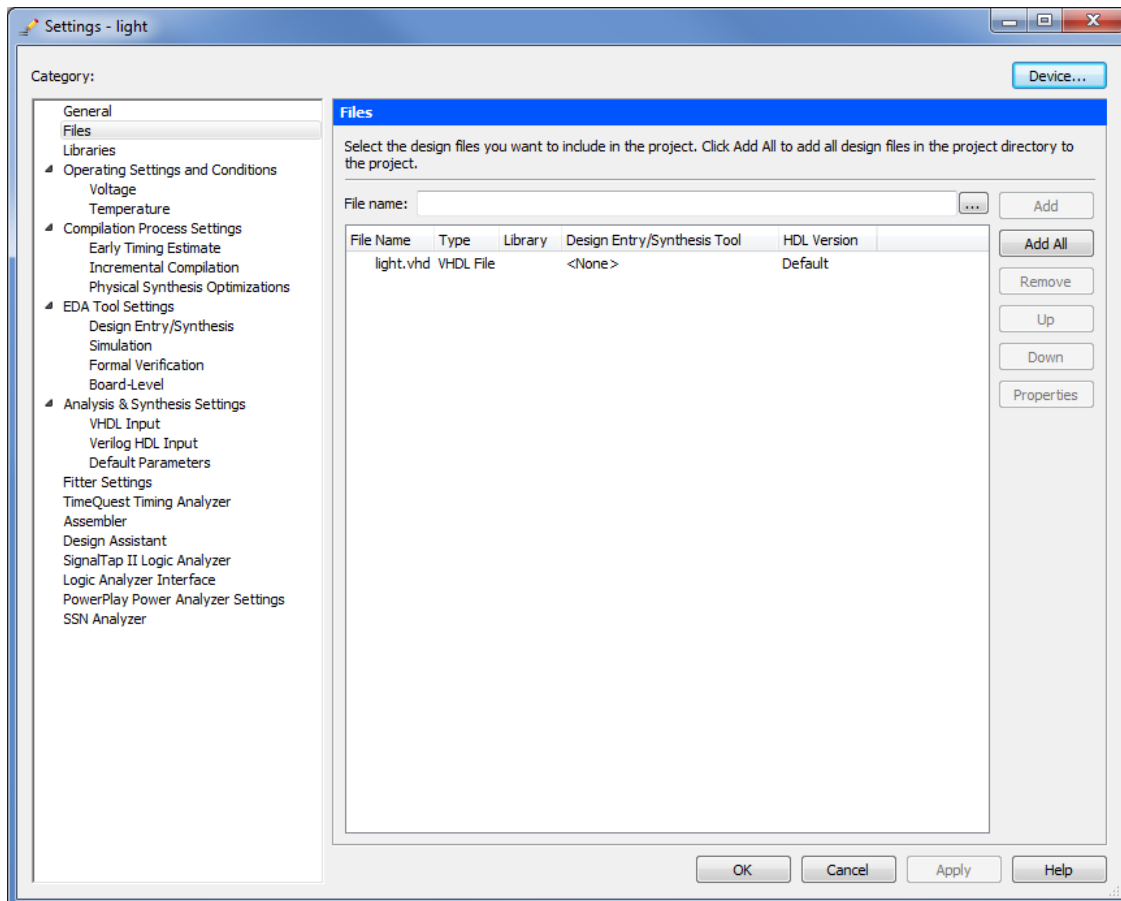 Settings - light
Category:
Device...
General
Files
Libraries
Operating Settings and Conditions
Voltage
Temperature
Compilation Process Settings
Early Timing Estimate
Incremental Compilation
Physical Synthesis Optimizations
EDA Tool Settings
Design Entry/Synthesis
Simulation
Formal Verification
Board-Level
Analysis & Synthesis Settings
VHDL Input
Verilog HDL Input
Default Parameters
Fitter Settings
TimeQuest Timing Analyzer
Assembler
Design Assistant
SignalTap II Logic Analyzer
Logic Analyzer Interface
PowerPlay Power Analyzer Settings
SSN Analyzer
Files
Select the design files you want to include in the project. Click Add All to add all design files in the project directory to
the project.
File name: ... Add
File Name Type Library Design Entry/Synthesis Tool HDL Version
light.vhd VHDL File <None> Default
Add All
Remove
Up
Down
Properties
OK Cancel Apply Help